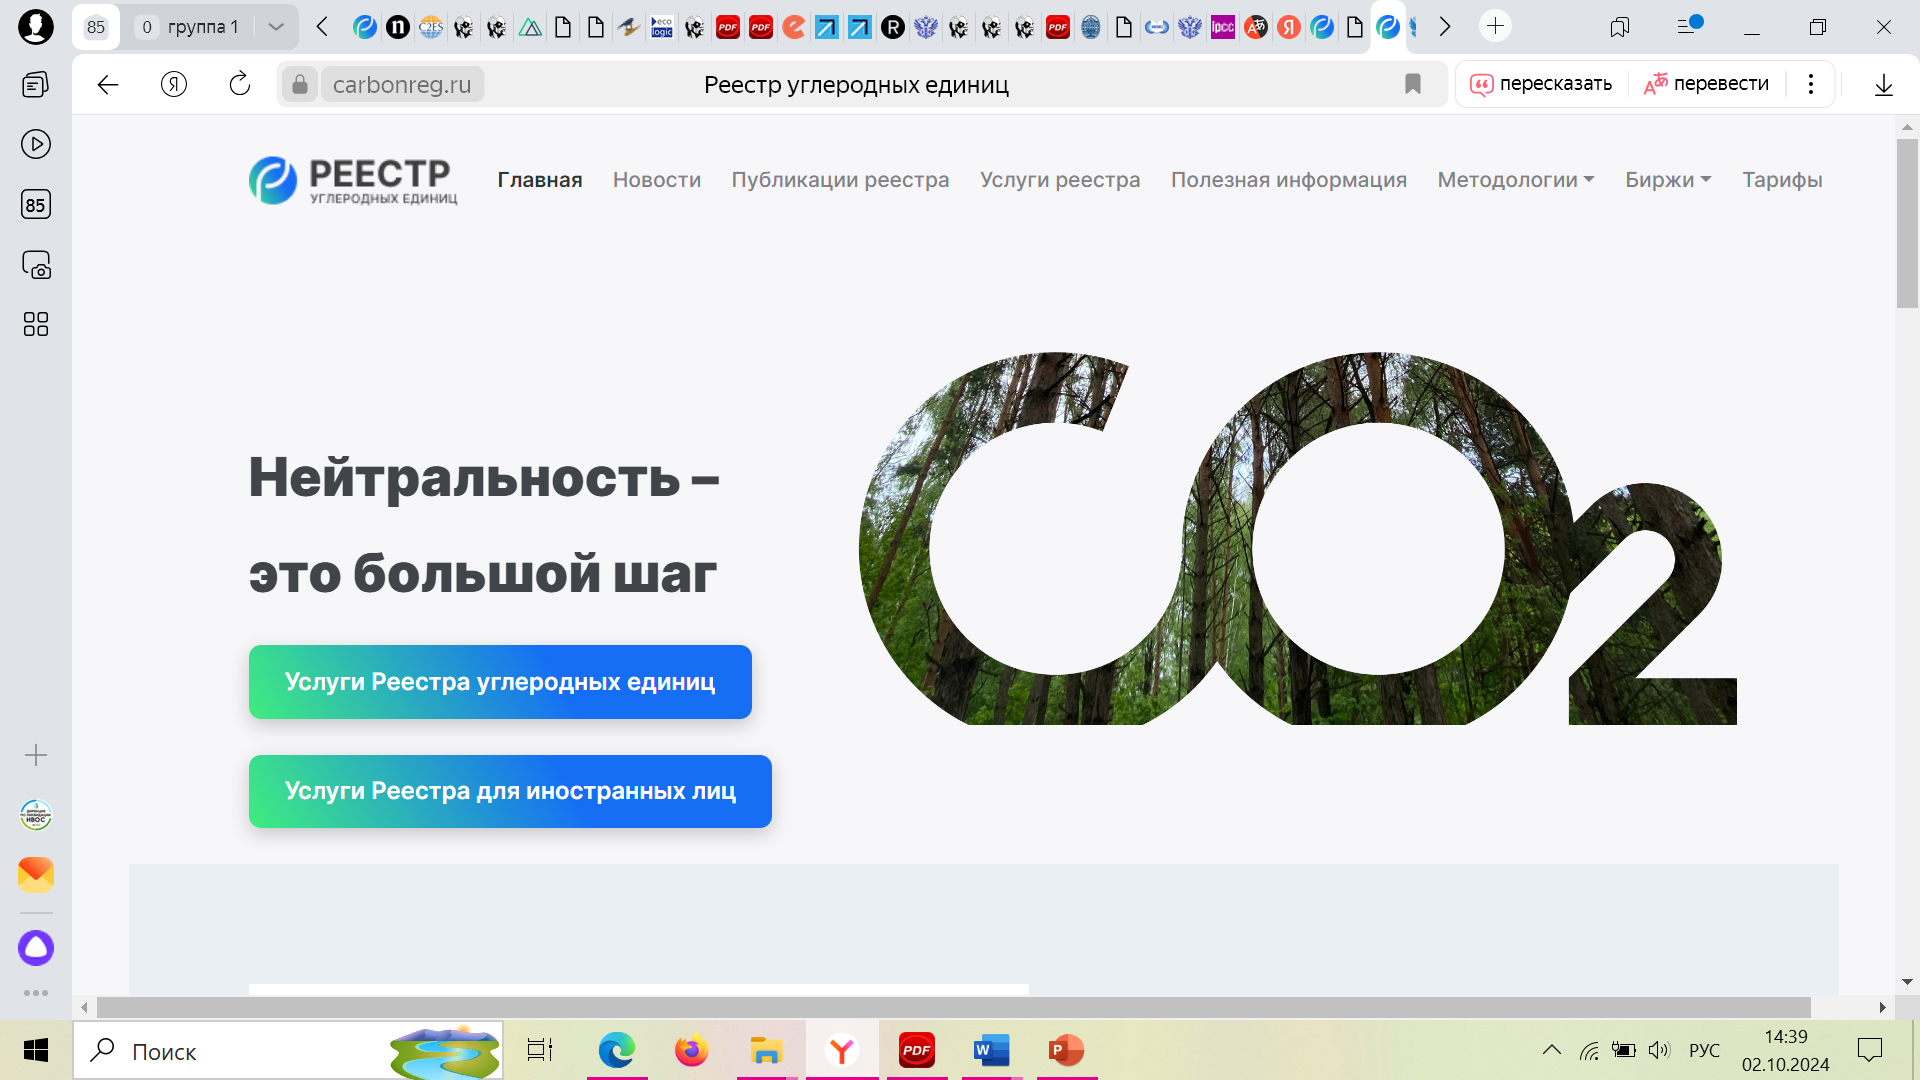 85
0 группа 1
carbonreg.ru
Реестр углеродных единиц
пересказать
перевести
85
РЕЕСТР
УГЛЕРОДНЫХ ЕДИНИЦ
Главная
Новости
Публикации реестра
Услуги реестра
Полезная информация
Методологии
Биржи
Тарифы
CO2
Нейтральность –
это большой шаг
Услуги Реестра углеродных единиц
Услуги Реестра для иностранных лиц
Поиск
PDF
РУС
14:39
02.10.2024